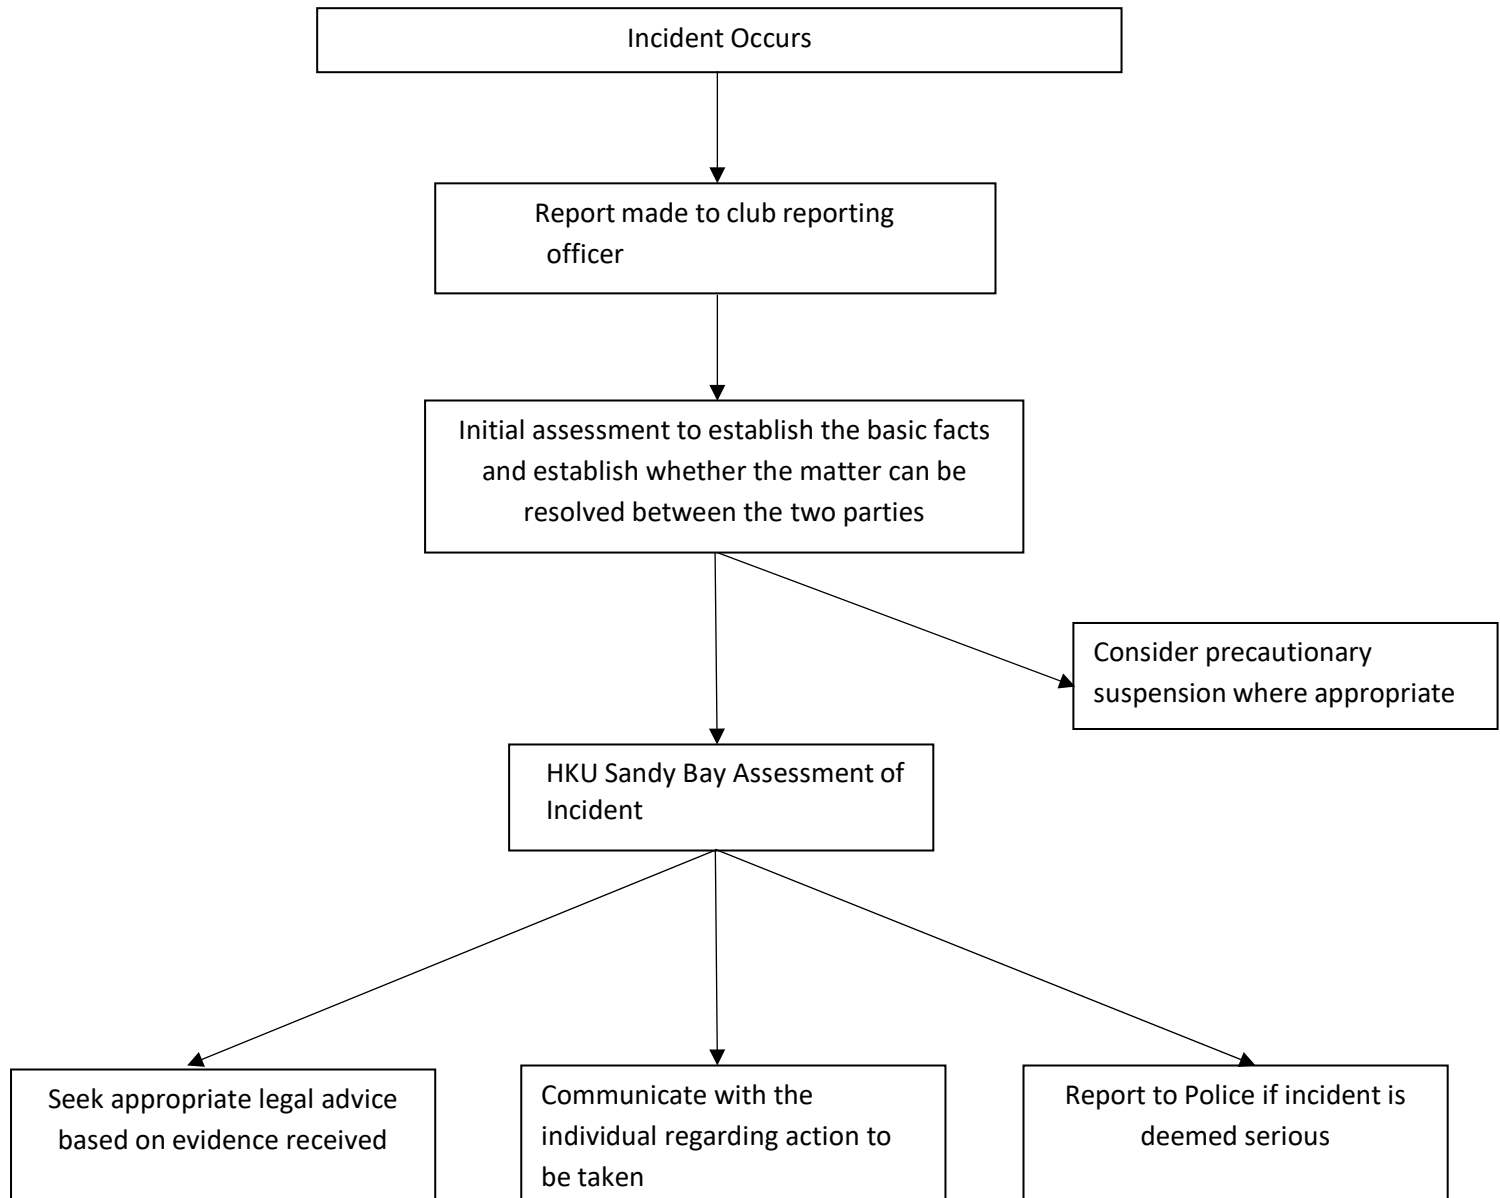 Incident Occurs
Report made to club reporting
officer
Initial assessment to establish the basic facts
and establish whether the matter can be
resolved between the two parties
Consider precautionary
suspension where appropriate
HKU Sandy Bay Assessment of
Incident
Seek appropriate legal advice
based on evidence received
Communicate with the
individual regarding action to
be taken
Report to Police if incident is
deemed serious